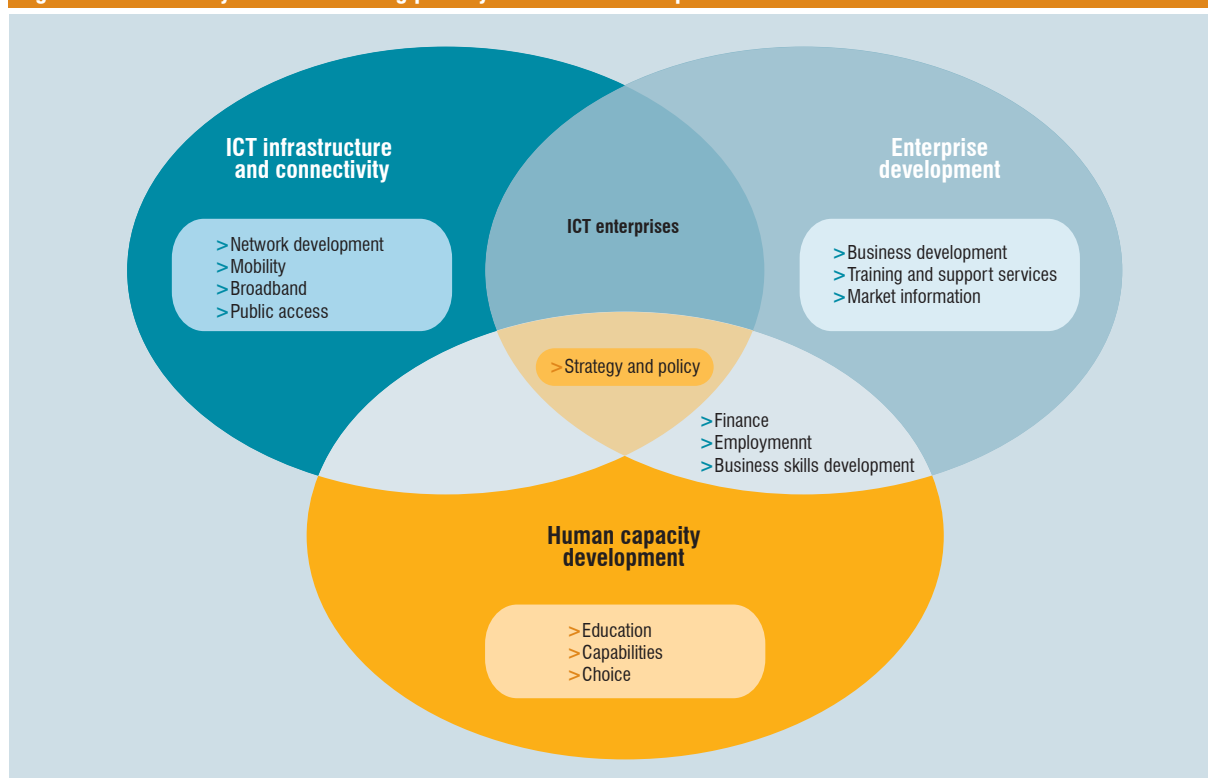 ICT infrastructure
and connectivity
>Network development
>Mobility
>Broadband
>Public access
Enterprise
development
>Business development
>Training and support services
>Market information
ICT enterprises
>Strategy and policy
>Finance
>Employmennt
>Business skills development
Human capacity
development
>Education
>Capabilities
>Choice